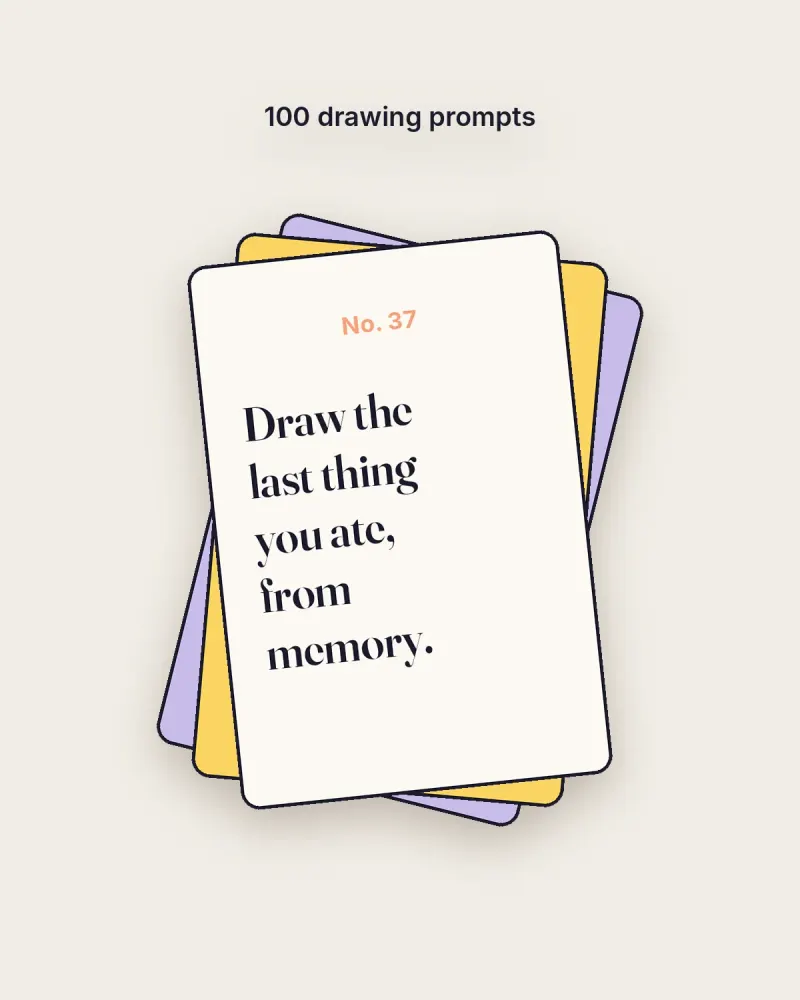 100 drawing prompts
No. 37
Draw the
last thing
you ate,
from
memory.